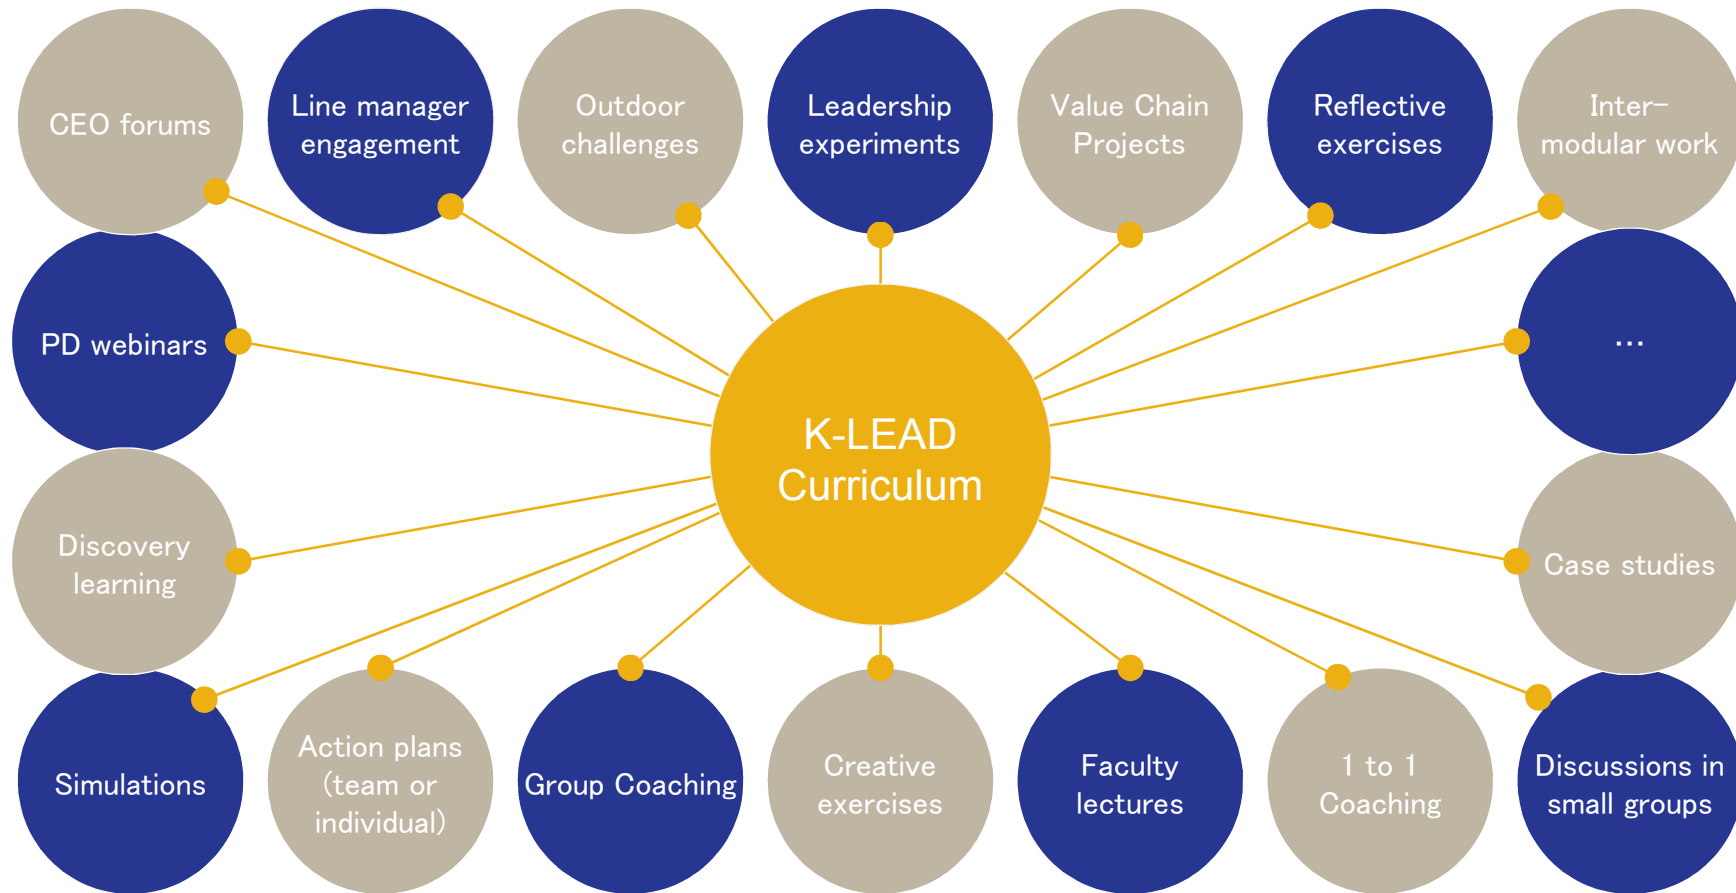 CEO forums
Line manager
engagement
Outdoor
challenges
Leadership
experiments
Value Chain
Projects
Reflective
exercises
Inter-
modular work
PD webinars
...
K-LEAD
Curriculum
Discovery
learning
Case studies
Simulations
Action plans
(team or
individual)
Group Coaching
Creative
exercises
Faculty
lectures
1 to 1
Coaching
Discussions in
small groups